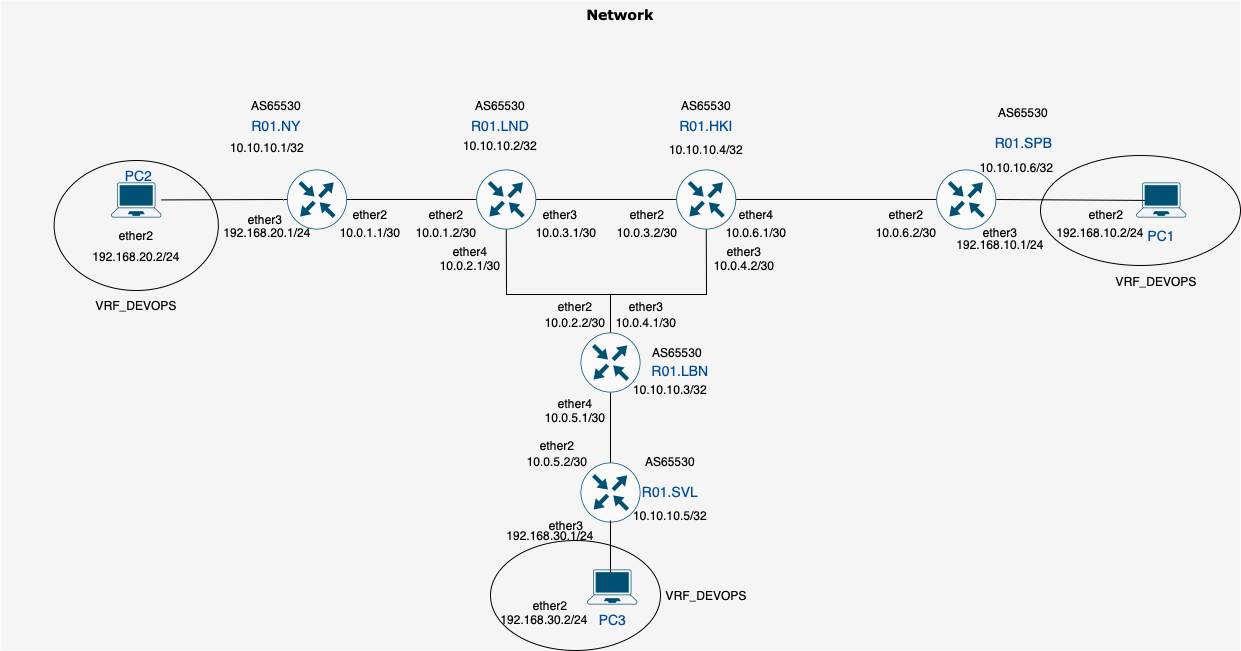 Network
AS65530
R01.NY
10.10.10.1/32
AS65530
R01.LND
10.10.10.2/32
AS65530
R01.HKI
10.10.10.4/32
AS65530
R01.SPB
10.10.10.6/32
PC2
ether2
192.168.20.2/24
VRF_DEVOPS
ether3
192.168.20.1/24
ether2
10.0.1.1/30
ether2
10.0.1.2/30
ether4
10.0.2.1/30
ether3
10.0.3.1/30
ether2
10.0.3.2/30
ether4
10.0.6.1/30
ether3
10.0.4.2/30
ether2
10.0.6.2/30
ether3
192.168.10.1/24
ether2
192.168.10.2/24
PC1
VRF_DEVOPS
ether2
10.0.2.2/30
ether3
10.0.4.1/30
AS65530
R01.LBN
10.10.10.3/32
ether4
10.0.5.1/30
ether2
10.0.5.2/30
AS65530
R01.SVL
10.10.10.5/32
ether3
192.168.30.1/24
ether2
192.168.30.2/24
PC3
VRF_DEVOPS